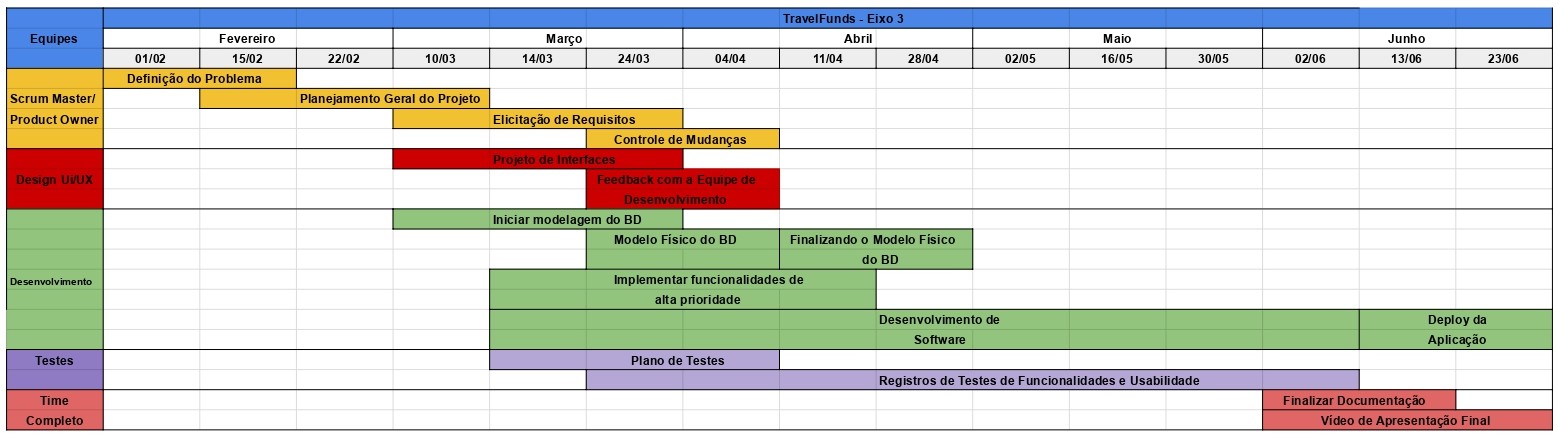 TravelFunds - Eixo 3
Equipes
Fevereiro Março Abril Maio Junho
01/02 15/02 22/02 10/03 14/03 24/03 04/04 11/04 28/04 02/05 16/05 30/05 02/06 13/06 23/06
Definição do Problema
Scrum Master/ Planejamento Geral do Projeto
Product Owner Elicitação de Requisitos
Controle de Mudanças
Projeto de Interfaces
Design Ui/UX Feedback com a Equipe de
Desenvolvimento
Iniciar modelagem do BD
Modelo Físico do BD Finalizando o Modelo Físico
do BD
Desenvolvimento Implementar funcionalidades de
alta prioridade
Desenvolvimento de Deploy da
Software Aplicação
Testes Plano de Testes
Registros de Testes de Funcionalidades e Usabilidade
Time Finalizar Documentação
Completo Vídeo de Apresentação Final